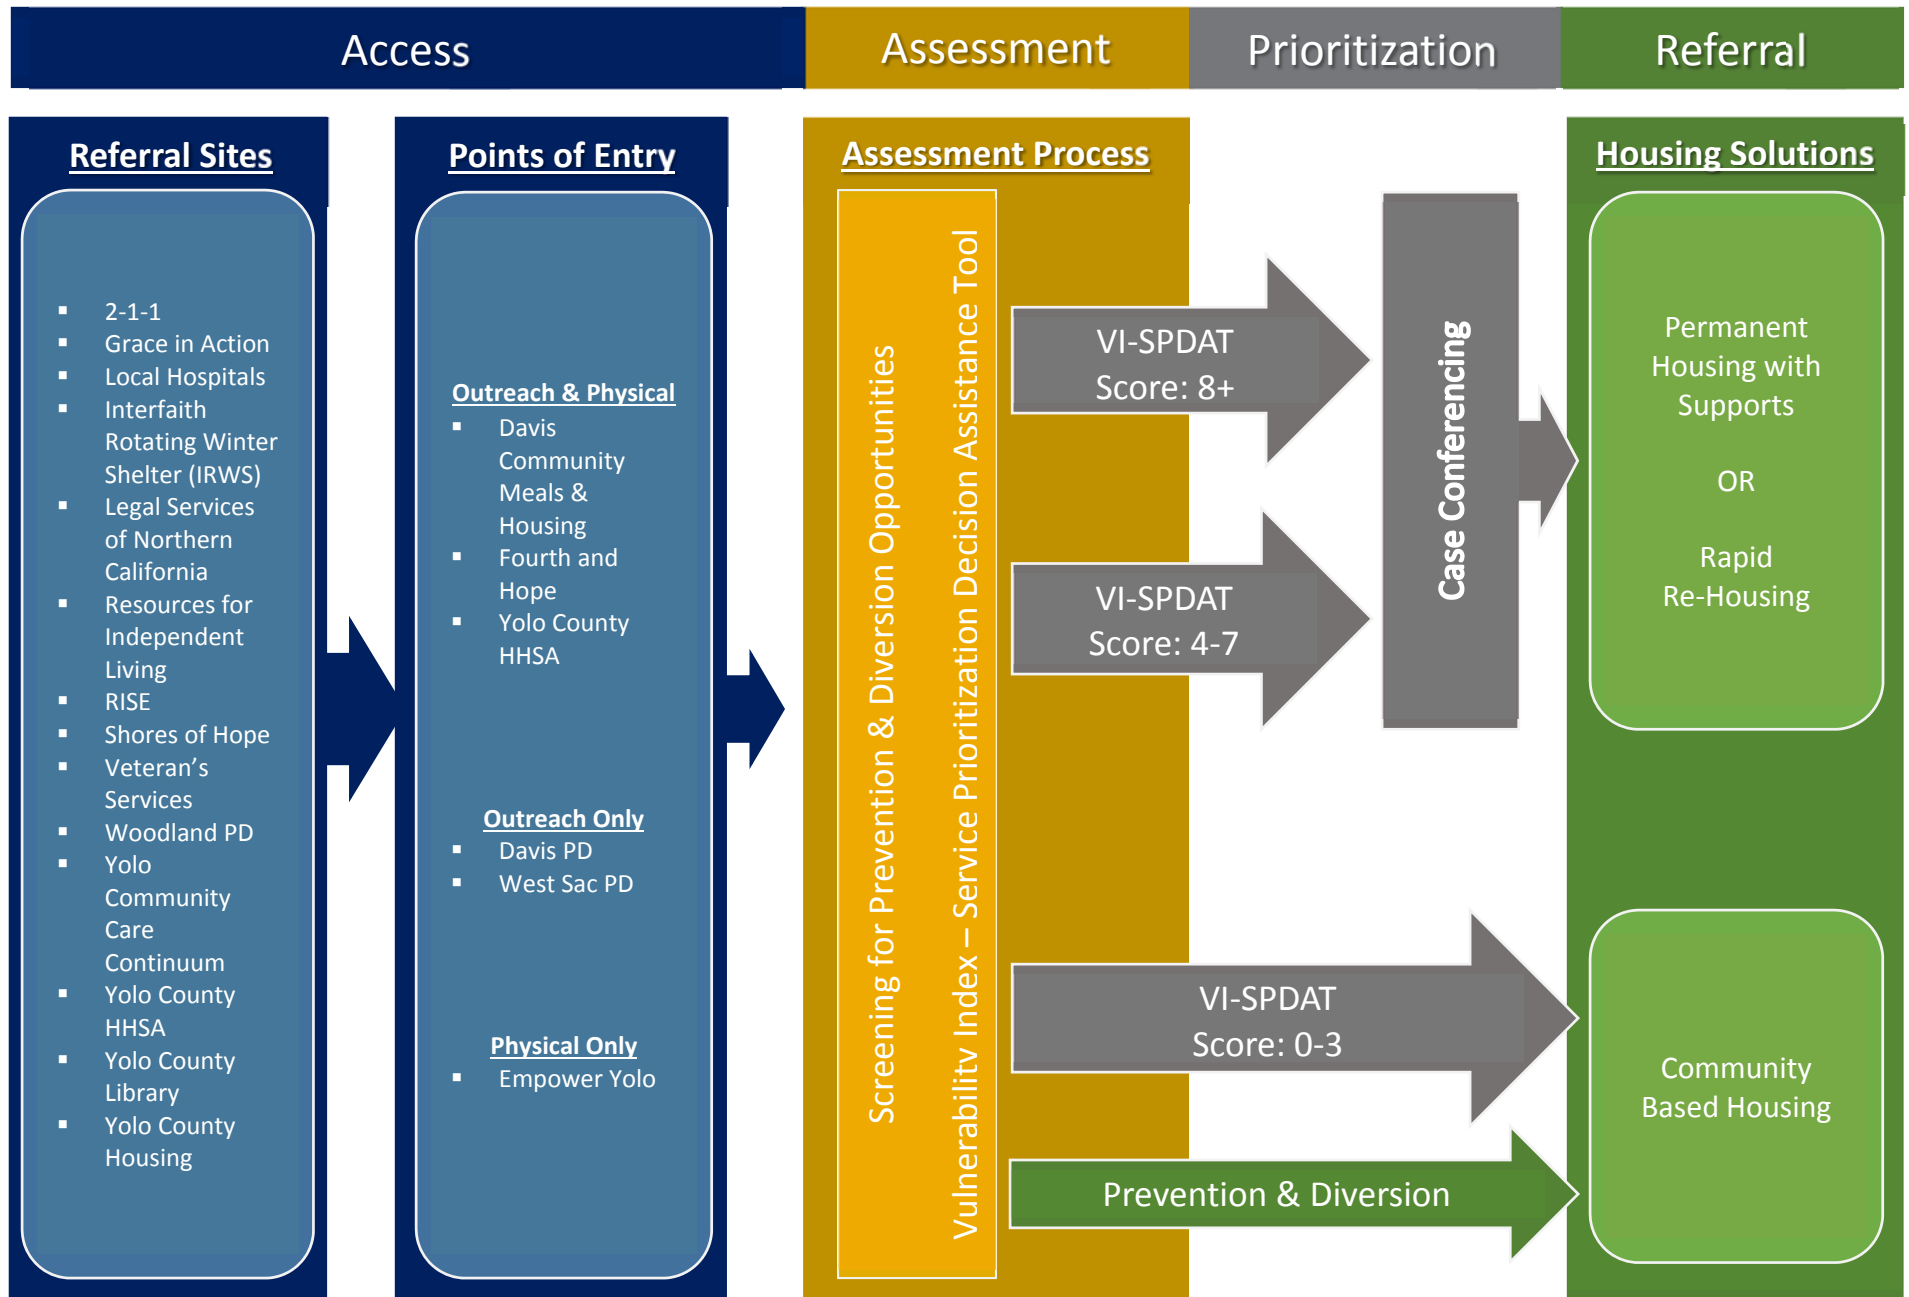 Access
Assessment
Prioritization
Referral
Referral Sites
▪ 2-1-1
▪ Grace in Action
▪ Local Hospitals
▪ Interfaith
Rotating Winter
Shelter (IRWS)
▪ Legal Services
of Northern
California
▪ Resources for
Independent
Living
▪ RISE
▪ Shores of Hope
▪ Veteran’s
Services
▪ Woodland PD
▪ Yolo
Community
Care
Continuum
▪ Yolo County
HHSA
▪ Yolo County
Library
▪ Yolo County
Housing
Points of Entry
Outreach & Physical
▪ Davis
Community
Meals &
Housing
▪ Fourth and
Hope
▪ Yolo County
HHSA
Outreach Only
▪ Davis PD
▪ West Sac PD
Physical Only
▪ Empower Yolo
Assessment Process
Screening for Prevention & Diversion Opportunities
Vulnerability Index – Service Prioritization Decision Assistance Tool
VI-SPDAT
Score: 8+
VI-SPDAT
Score: 4-7
VI-SPDAT
Score: 0-3
Prevention & Diversion
Case Conferencing
Housing Solutions
Permanent
Housing with
Supports
OR
Rapid
Re-Housing
Community
Based Housing